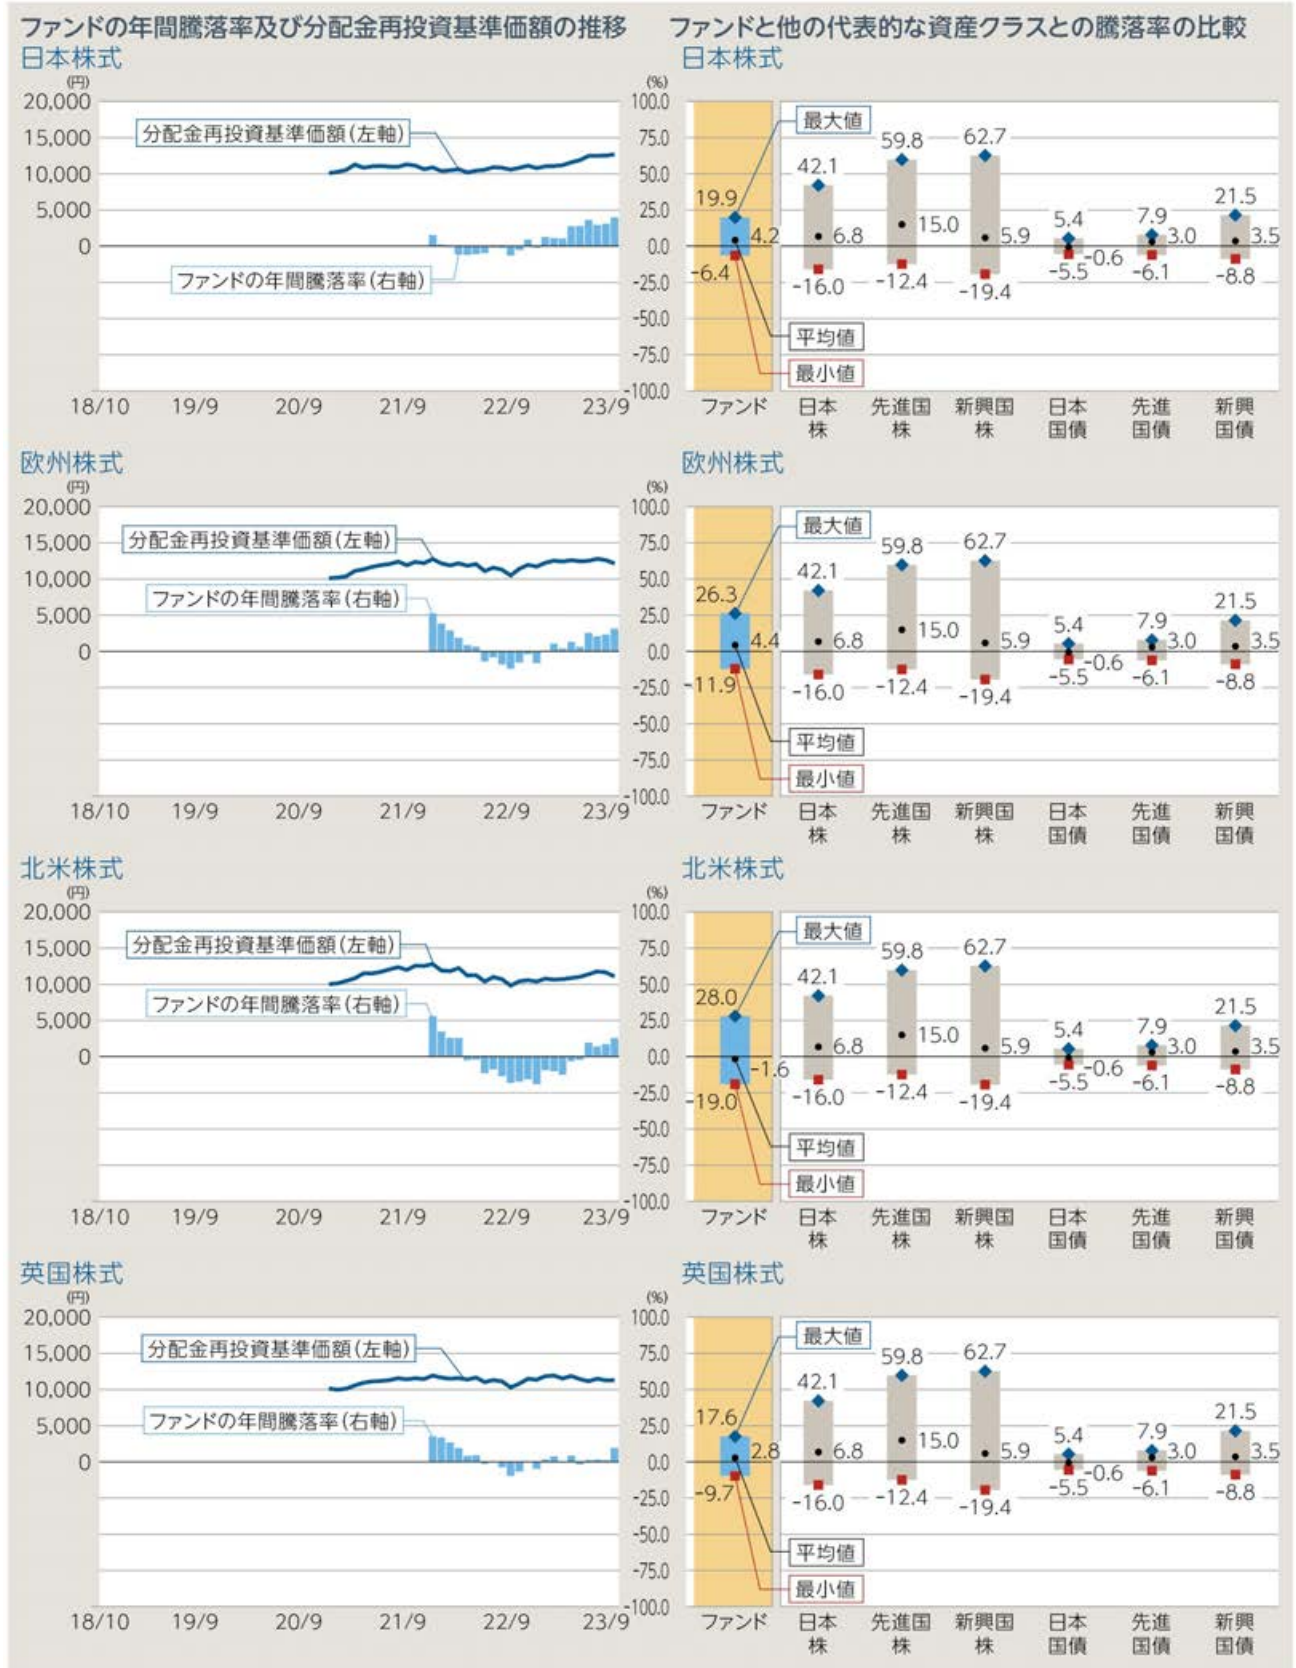 ファンドの年間騰落率及び分配金再投資基準価額の推移
ファンドと他の代表的な資産クラスとの騰落率の比較
日本株式
(円)
20,000
15,000
10,000
5,000
0
分配金再投資基準価額(左軸)
ファンドの年間騰落率(右軸)
(%)
100.0
75.0
50.0
25.0
0.0
-25.0
-50.0
-75.0
-100.0
18/10 19/9 20/9 21/9 22/9 23/9
日本株式
最大値
平均値
最小値
19.9 42.1 59.8 62.7 5.4 7.9 21.5
4.2 6.8 15.0 5.9 -0.6 3.0 3.5
-6.4 -16.0 -12.4 -19.4 -5.5 -6.1 -8.8
ファンド 日本 先進国 新興国 日本 先進 新興
株 株 株 国債 国債 国債
欧州株式
(円)
20,000
15,000
10,000
5,000
0
分配金再投資基準価額(左軸)
ファンドの年間騰落率(右軸)
(%)
100.0
75.0
50.0
25.0
0.0
-25.0
-50.0
-75.0
-100.0
18/10 19/9 20/9 21/9 22/9 23/9
欧州株式
最大値
平均値
最小値
26.3 42.1 59.8 62.7 5.4 7.9 21.5
4.4 6.8 15.0 5.9 -0.6 3.0 3.5
-11.9 -16.0 -12.4 -19.4 -5.5 -6.1 -8.8
ファンド 日本 先進国 新興国 日本 先進 新興
株 株 株 国債 国債 国債
北米株式
(円)
20,000
15,000
10,000
5,000
0
分配金再投資基準価額(左軸)
ファンドの年間騰落率(右軸)
(%)
100.0
75.0
50.0
25.0
0.0
-25.0
-50.0
-75.0
-100.0
18/10 19/9 20/9 21/9 22/9 23/9
北米株式
最大値
平均値
最小値
28.0 42.1 59.8 62.7 5.4 7.9 21.5
-1.6 6.8 15.0 5.9 -0.6 3.0 3.5
-19.0 -16.0 -12.4 -19.4 -5.5 -6.1 -8.8
ファンド 日本 先進国 新興国 日本 先進 新興
株 株 株 国債 国債 国債
英国株式
(円)
20,000
15,000
10,000
5,000
0
分配金再投資基準価額(左軸)
ファンドの年間騰落率(右軸)
(%)
100.0
75.0
50.0
25.0
0.0
-25.0
-50.0
-75.0
-100.0
18/10 19/9 20/9 21/9 22/9 23/9
英国株式
最大値
平均値
最小値
17.6 42.1 59.8 62.7 5.4 7.9 21.5
2.8 6.8 15.0 5.9 -0.6 3.0 3.5
-9.7 -16.0 -12.4 -19.4 -5.5 -6.1 -8.8
ファンド 日本 先進国 新興国 日本 先進 新興
株 株 株 国債 国債 国債